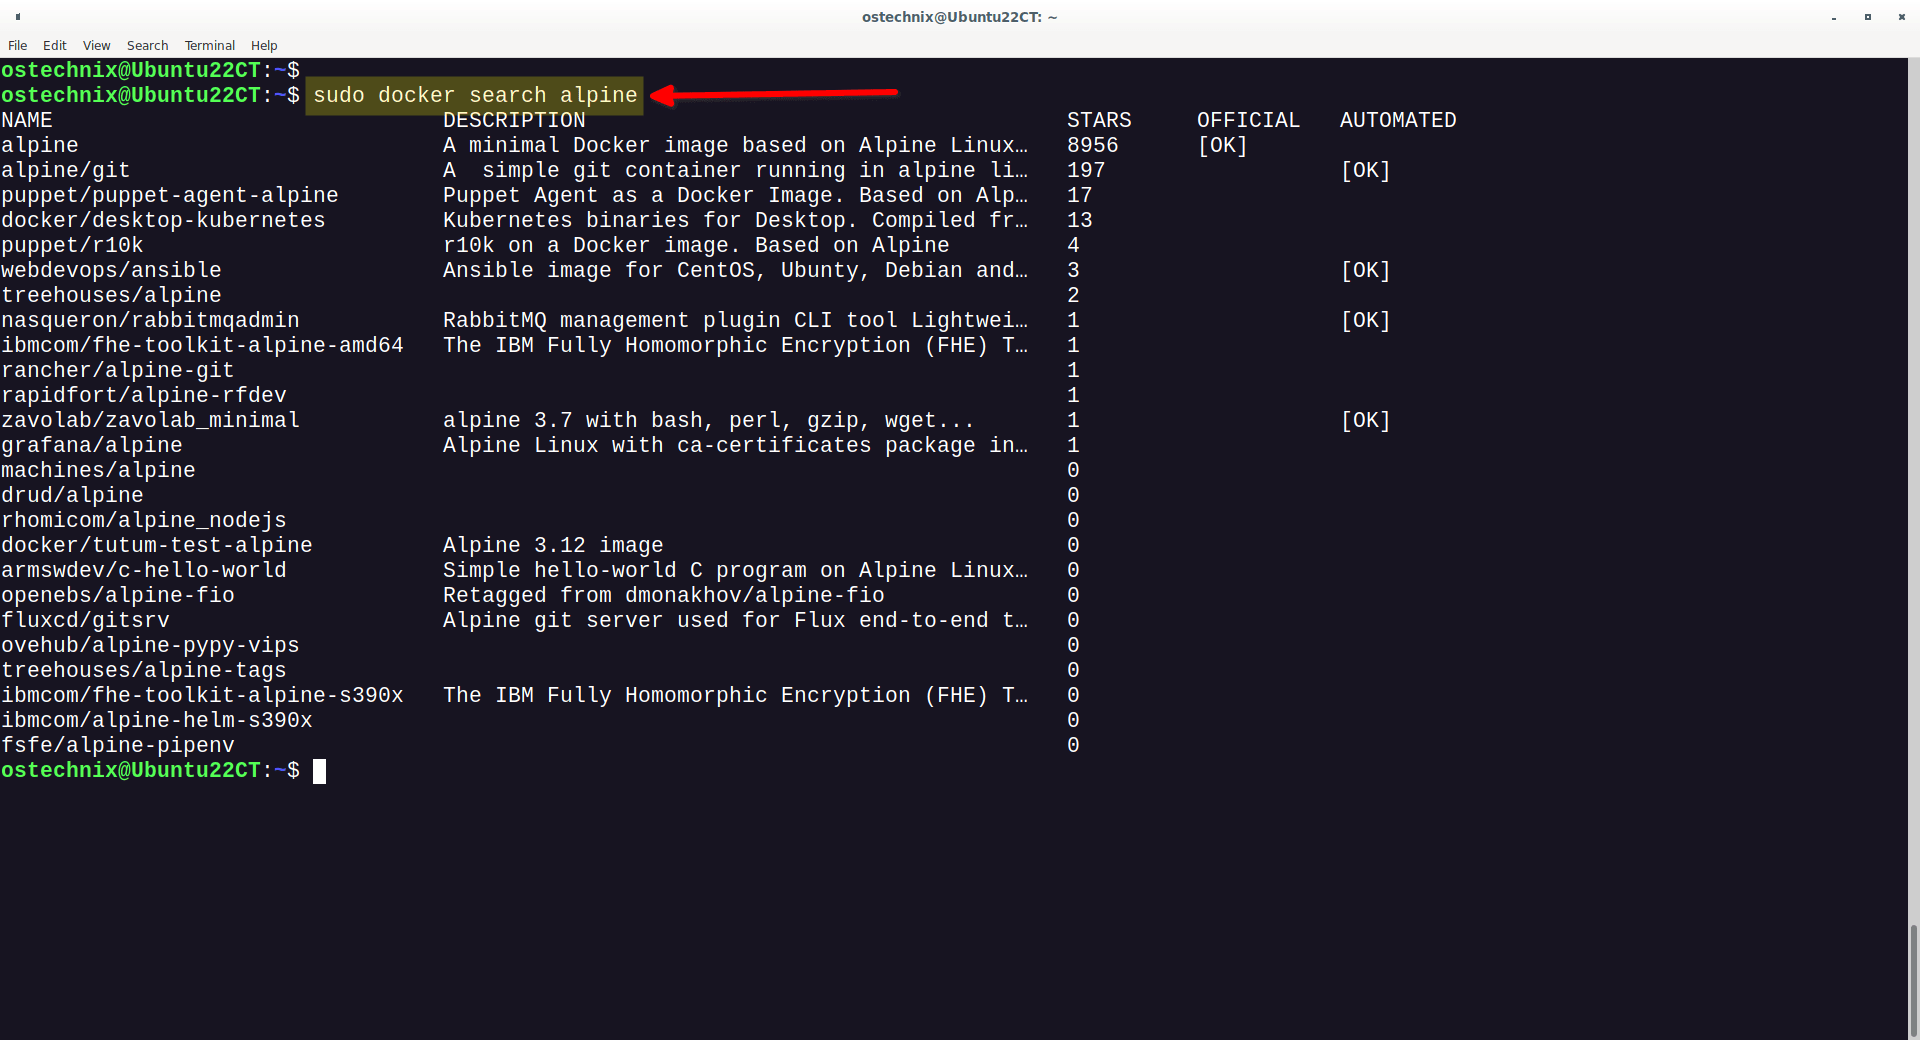 ostechnix@Ubuntu22CT: ~
File Edit View Search Terminal Help
ostechnix@Ubuntu22CT:~$
ostechnix@Ubuntu22CT:~$ sudo docker search alpine
NAME DESCRIPTION STARS OFFICIAL AUTOMATED
alpine A minimal Docker image based on Alpine Linux… 8956 [OK]
alpine/git A  simple git container running in alpine li… 197 [OK]
puppet/puppet-agent-alpine Puppet Agent as a Docker Image. Based on Alp… 17
docker/desktop-kubernetes Kubernetes binaries for Desktop. Compiled fr… 13
puppet/r10k r10k on a Docker image. Based on Alpine 4
webdevops/ansible Ansible image for CentOS, Ubunty, Debian and… 3 [OK]
treehouses/alpine 2
nasqueron/rabbitmqadmin RabbitMQ management plugin CLI tool Lightwei… 1 [OK]
ibmcom/fhe-toolkit-alpine-amd64 The IBM Fully Homomorphic Encryption (FHE) T… 1
rancher/alpine-git 1
rapidfort/alpine-rfdev 1
zavolab/zavolab_minimal alpine 3.7 with bash, perl, gzip, wget... 1 [OK]
grafana/alpine Alpine Linux with ca-certificates package in… 1
machines/alpine 0
drud/alpine 0
rhomicom/alpine_nodejs 0
docker/tutum-test-alpine Alpine 3.12 image 0
armswdev/c-hello-world Simple hello-world C program on Alpine Linux… 0
openebs/alpine-fio Retagged from dmonakhov/alpine-fio 0
fluxcd/gitsrv Alpine git server used for Flux end-to-end t… 0
ovehub/alpine-pypy-vips 0
treehouses/alpine-tags 0
ibmcom/fhe-toolkit-alpine-s390x The IBM Fully Homomorphic Encryption (FHE) T… 0
ibmcom/alpine-helm-s390x 0
fsfe/alpine-pipenv 0
ostechnix@Ubuntu22CT:~$